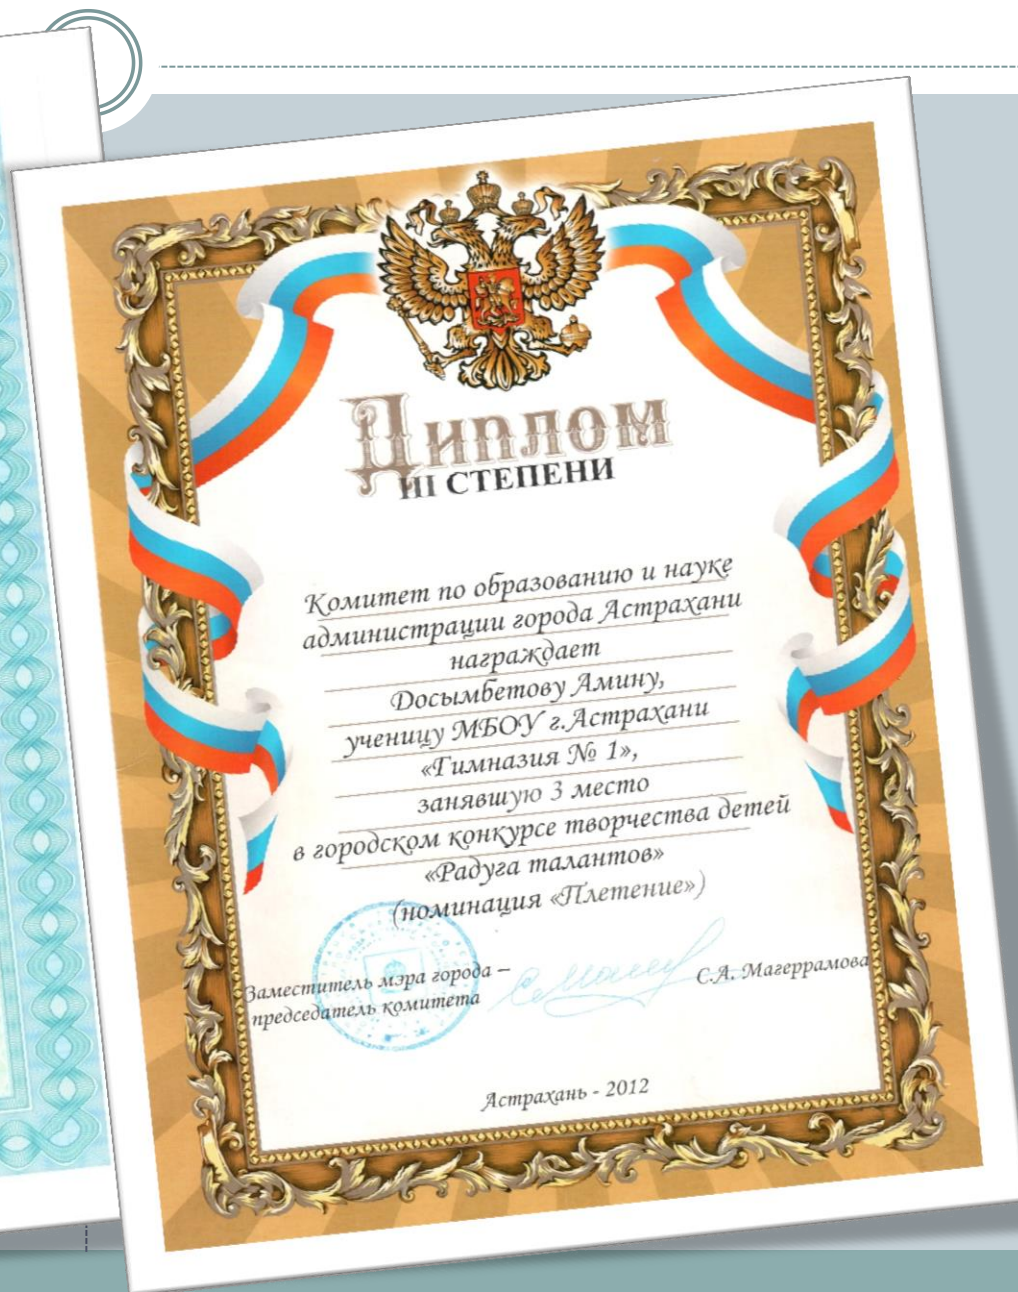 Диплом
III СТЕПЕНИ
Комитет по образованию и науке
администрации города Астрахани
награждает
Досымбетову Амину,
ученицу МБОУ г.Астрахани
«Гимназия № 1»,
занявшую 3 место
в городском конкурсе творчества детей
«Радуга талантов»
(номинация «Плетение»)
Заместитель мэра города –
председатель комитета
С.А. Магеррамова
Астрахань - 2012